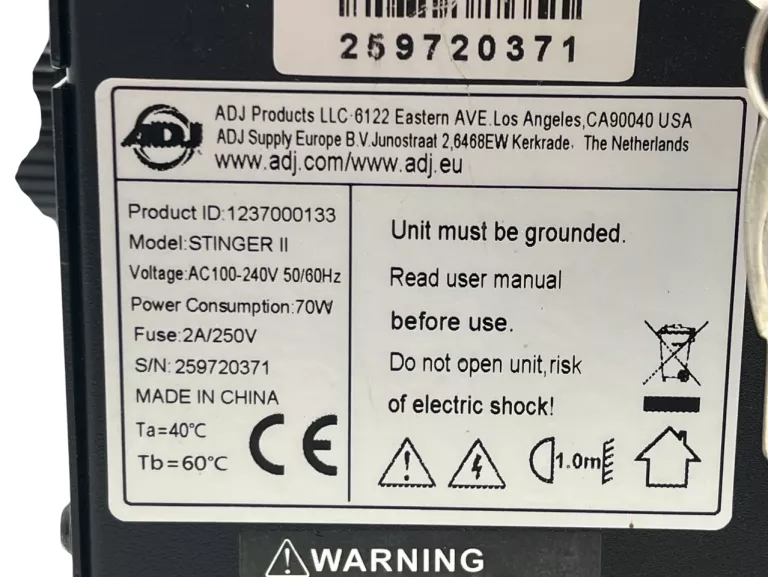 259720371
ADJ
ADJ Products LLC·6122 Eastern AVE.Los Angeles,CA90040 USA
ADJ Supply Europe B.V.Junostraat 2,6468EW Kerkrade. The Netherlands
www.adj.com/www.adj.eu
Product ID:1237000133
Model:STINGER II
Voltage:AC100-240V 50/60Hz
Power Consumption:70W
Fuse:2A/250V
S/N:259720371
MADE IN CHINA
Ta=40°C
Tb=60°C
CE
Unit must be grounded.
Read user manual
before use.
Do not open unit,risk
of electric shock!
1.0m
WARNING